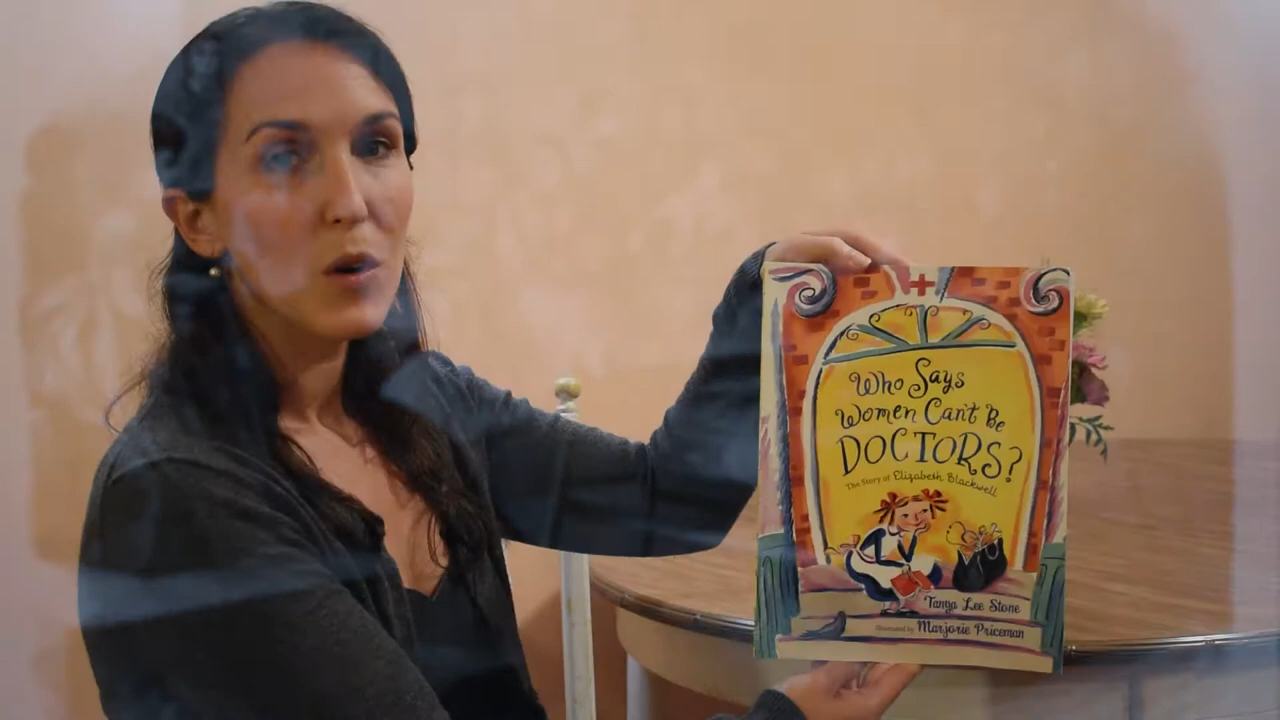 Who Says
Women Can't Be
DOCTORS?
The Story of Elizabeth Blackwell
Tanya Lee Stone
illustrated by Marjorie Priceman